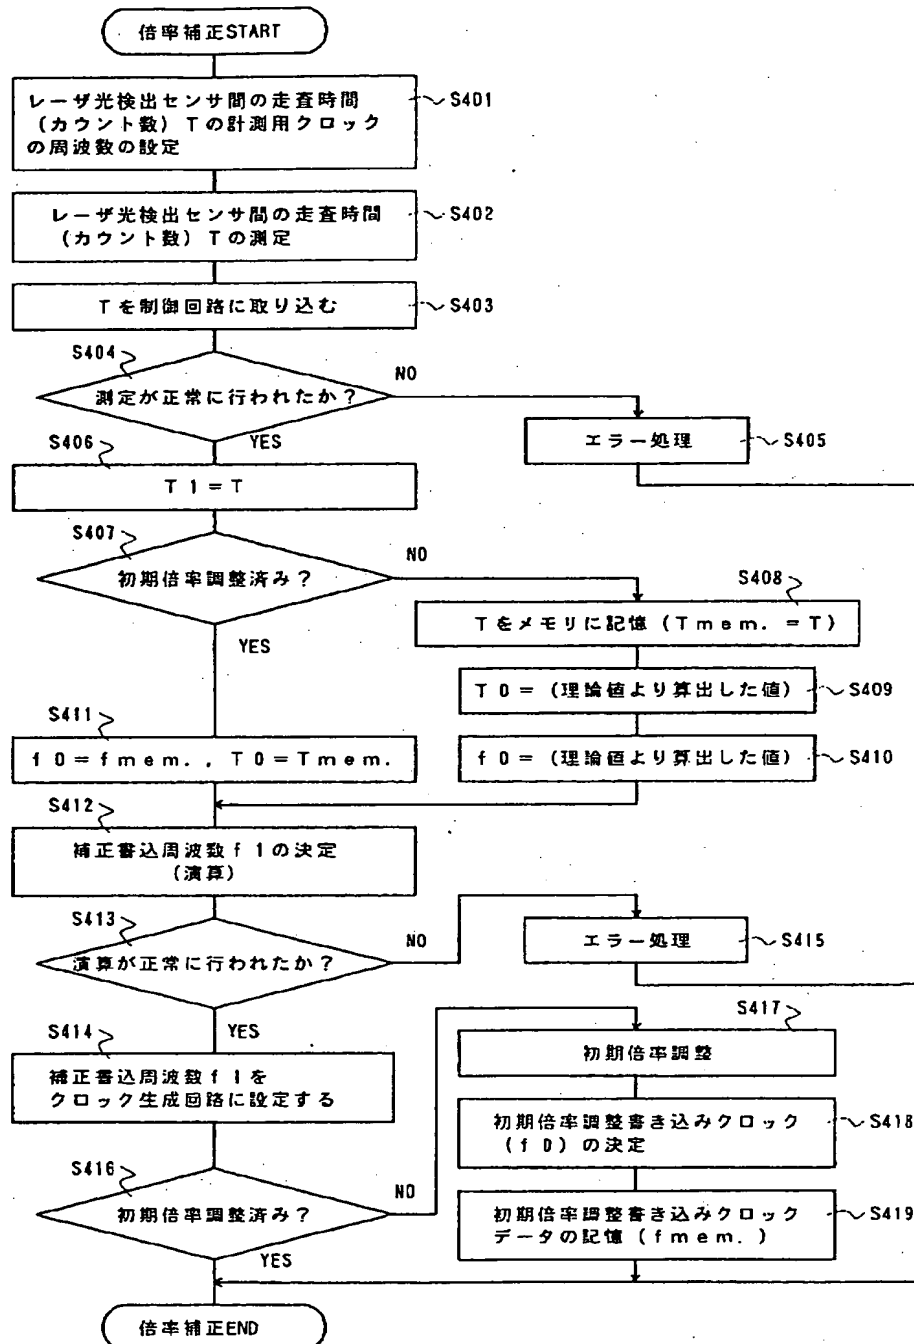 倍率補正START
レーザ光検出センサ間の走査時間
(カウント数) Tの計測用クロック
の周波数の設定
S401
レーザ光検出センサ間の走査時間
(カウント数) Tの測定
S402
Tを制御回路に取り込む
S403
S404
測定が正常に行われたか?
NO
YES
エラー処理
S405
S406
T1=T
S407
初期倍率調整済み?
NO
YES
S408
Tをメモリに記憶 (Tmem. =T)
T0= (理論値より算出した値)
S409
S411
f0=fmem. , T0=Tmem.
f0= (理論値より算出した値)
S410
S412
補正書込周波数f1の決定
(演算)
S413
演算が正常に行われたか?
NO
YES
エラー処理
S415
S414
補正書込周波数f1を
クロック生成回路に設定する
S417
初期倍率調整
初期倍率調整書き込みクロック
(f0) の決定
S418
S416
初期倍率調整済み?
NO
YES
初期倍率調整書き込みクロック
データの記憶 (fmem. )
S419
倍率補正END